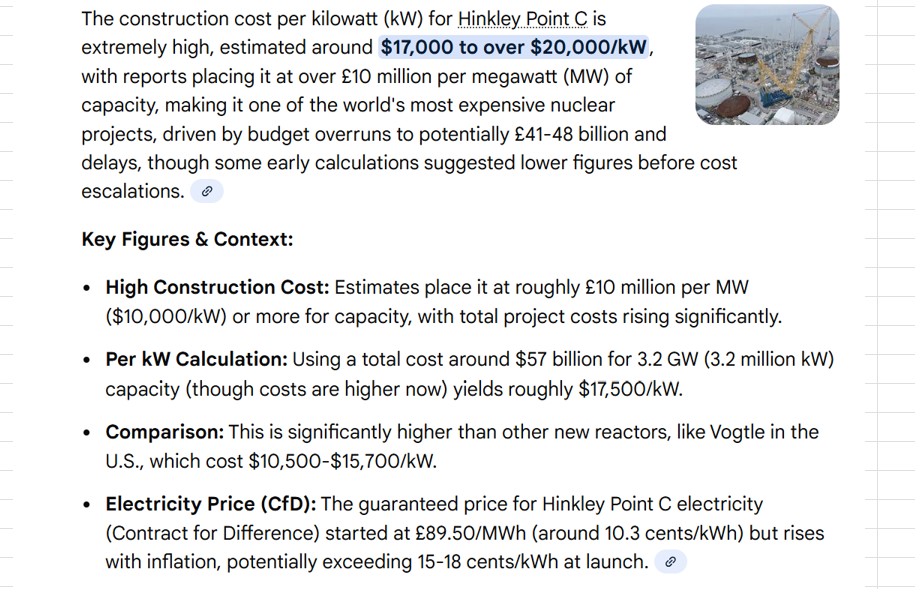 The construction cost per kilowatt (kW) for Hinkley Point C is
extremely high, estimated around $17,000 to over $20,000/kW,
with reports placing it at over £10 million per megawatt (MW) of
capacity, making it one of the world's most expensive nuclear
projects, driven by budget overruns to potentially £41-48 billion and
delays, though some early calculations suggested lower figures before cost
escalations.
Key Figures & Context:
• High Construction Cost: Estimates place it at roughly £10 million per MW
($10,000/kW) or more for capacity, with total project costs rising significantly.
• Per kW Calculation: Using a total cost around $57 billion for 3.2 GW (3.2 million kW)
capacity (though costs are higher now) yields roughly $17,500/kW.
• Comparison: This is significantly higher than other new reactors, like Vogtle in the
U.S., which cost $10,500-$15,700/kW.
• Electricity Price (CfD): The guaranteed price for Hinkley Point C electricity
(Contract for Difference) started at £89.50/MWh (around 10.3 cents/kWh) but rises
with inflation, potentially exceeding 15-18 cents/kWh at launch.